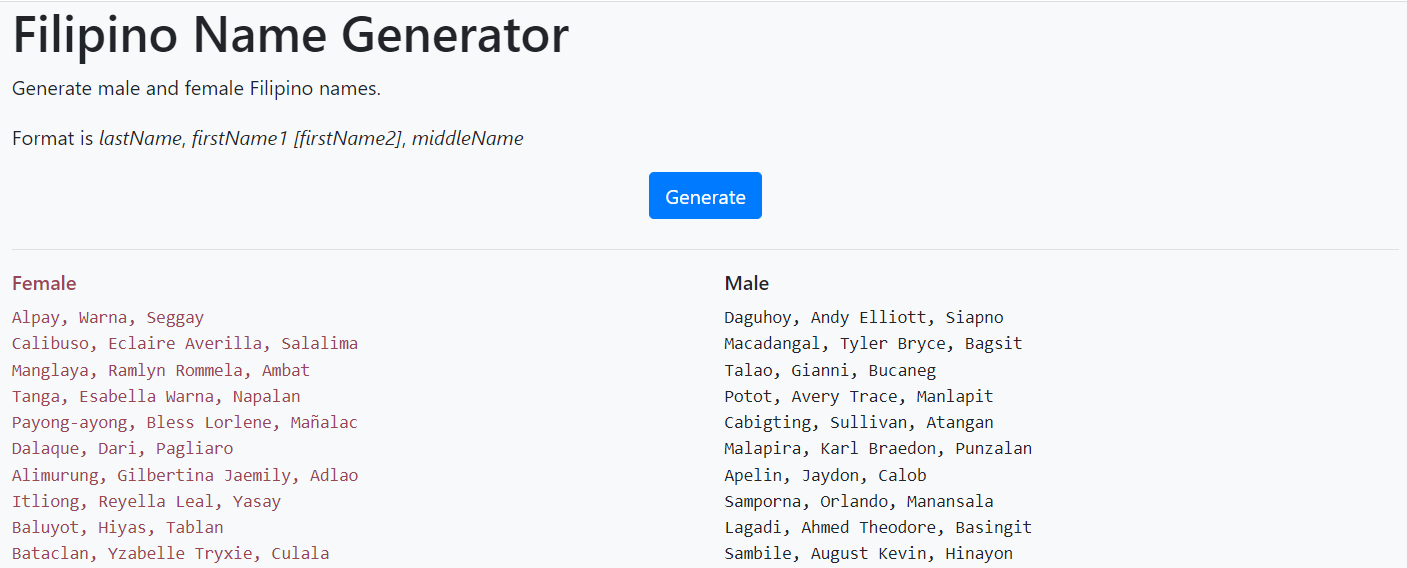 Filipino Name Generator
Generate male and female Filipino names.
Format is lastName, firstName1 [firstName2], middleName
Generate
Female
Alpay, Warna, Seggay
Calibuso, Eclaire Averilla, Salalima
Manglaya, Ramlyn Rommela, Ambat
Tanga, Esabella Warna, Napalan
Payong-ayong, Bless Lorlene, Mañalac
Dalaque, Dari, Pagliaro
Alimurung, Gilbertina Jaemily, Adlao
Itliong, Reyella Leal, Yasay
Baluyot, Hiyas, Tablan
Bataclan, Yzabelle Tryxie, Culala
Male
Daguhoy, Andy Elliott, Siapno
Macadangal, Tyler Bryce, Bagsit
Talao, Gianni, Bucaneg
Potot, Avery Trace, Manlapit
Cabigting, Sullivan, Atangan
Malapira, Karl Braedon, Punzalan
Apelin, Jaydon, Calob
Samporna, Orlando, Manansala
Lagadi, Ahmed Theodore, Basingit
Sambile, August Kevin, Hinayon